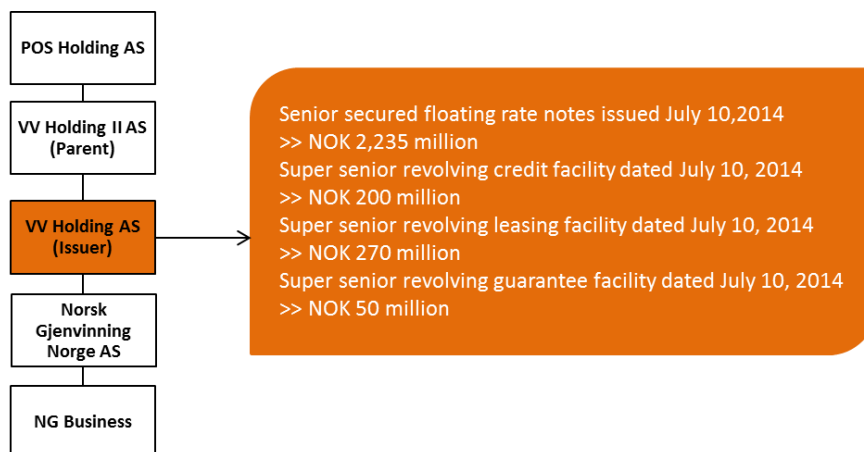 POS Holding AS
VV Holding II AS
(Parent)
VV Holding AS
(Issuer)
Norsk
Gjenvinning
Norge AS
NG Business
Senior secured floating rate notes issued July 10,2014
>> NOK 2,235 million
Super senior revolving credit facility dated July 10, 2014
>> NOK 200 million
Super senior revolving leasing facility dated July 10, 2014
>> NOK 270 million
Super senior revolving guarantee facility dated July 10, 2014
>> NOK 50 million